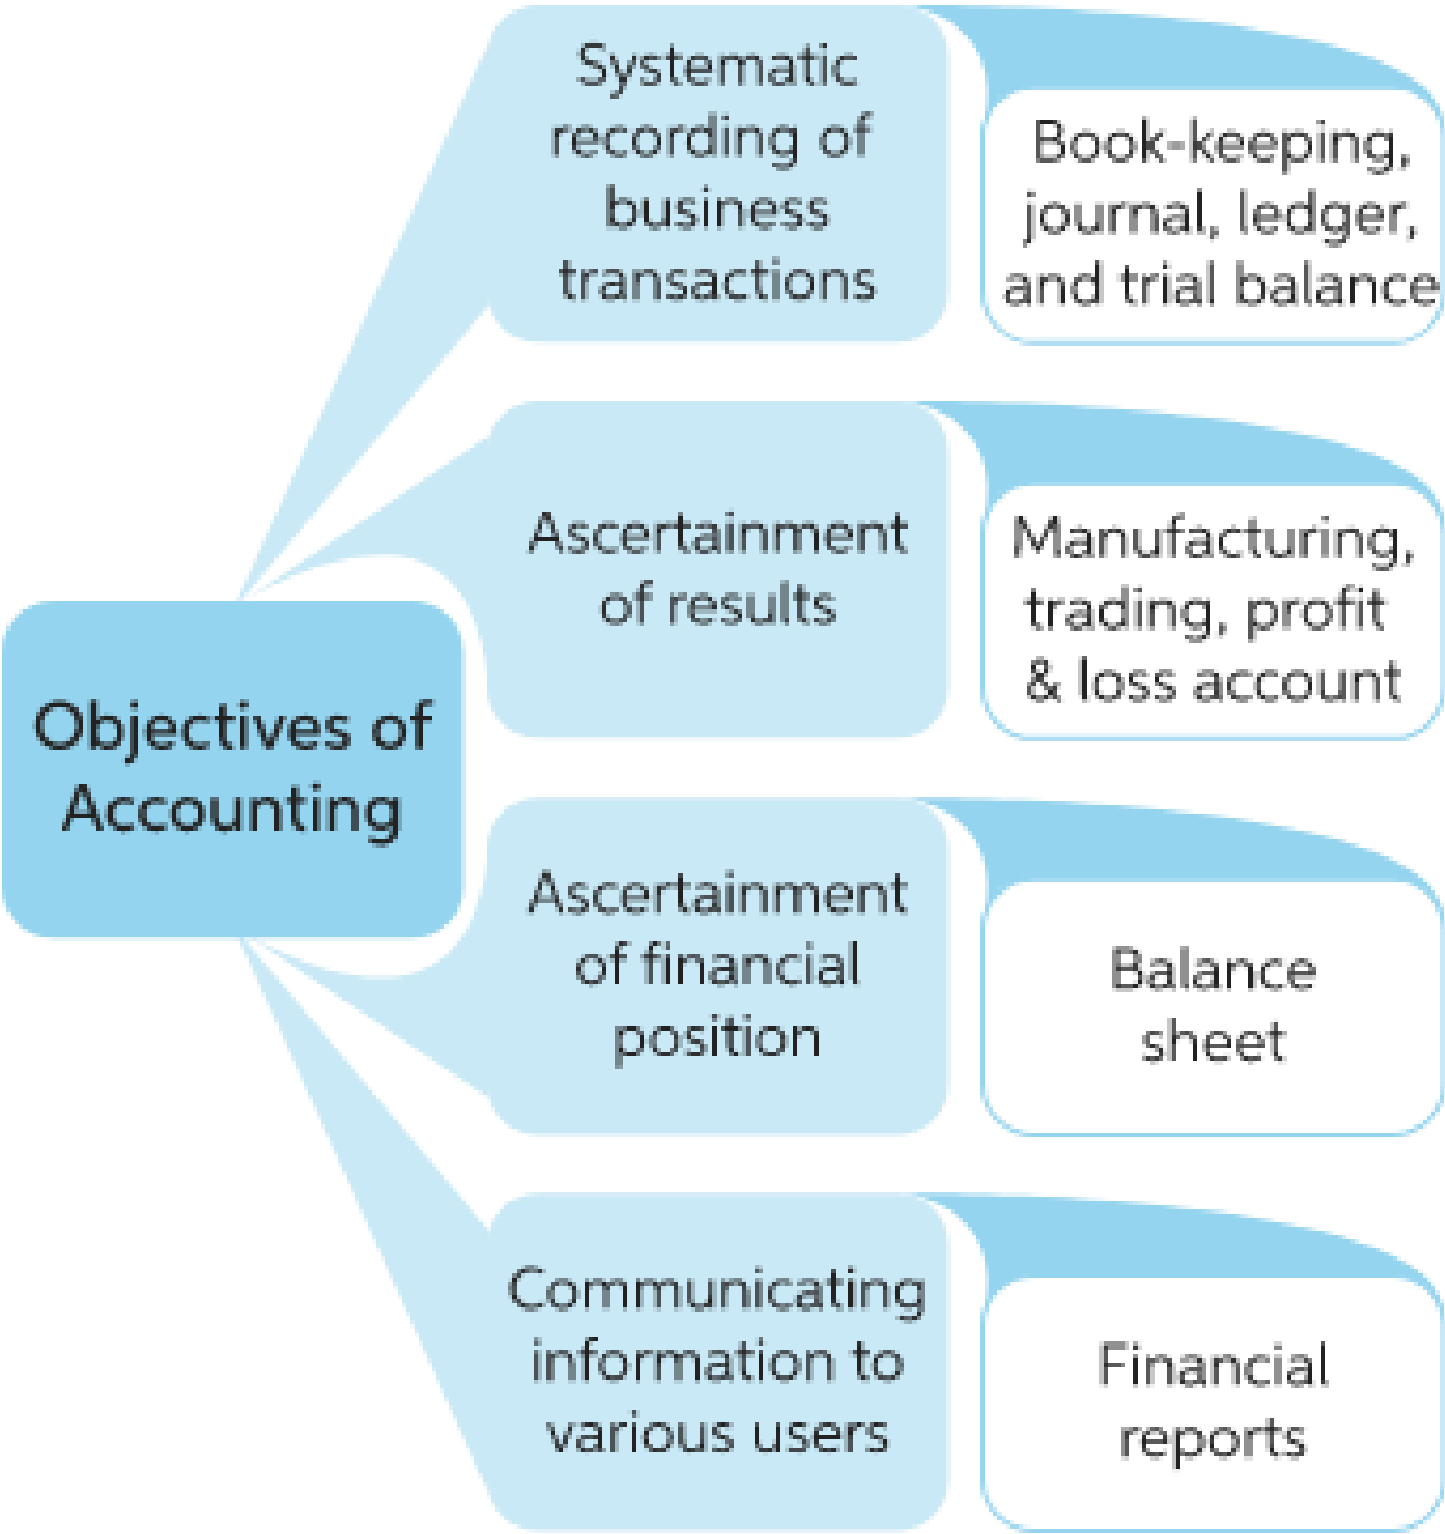 Objectives of
Accounting
Systematic
recording of
business
transactions
Book-keeping,
journal, ledger,
and trial balance
Ascertainment
of results
Manufacturing,
trading, profit
& loss account
Ascertainment
of financial
position
Balance
sheet
Communicating
information to
various users
Financial
reports